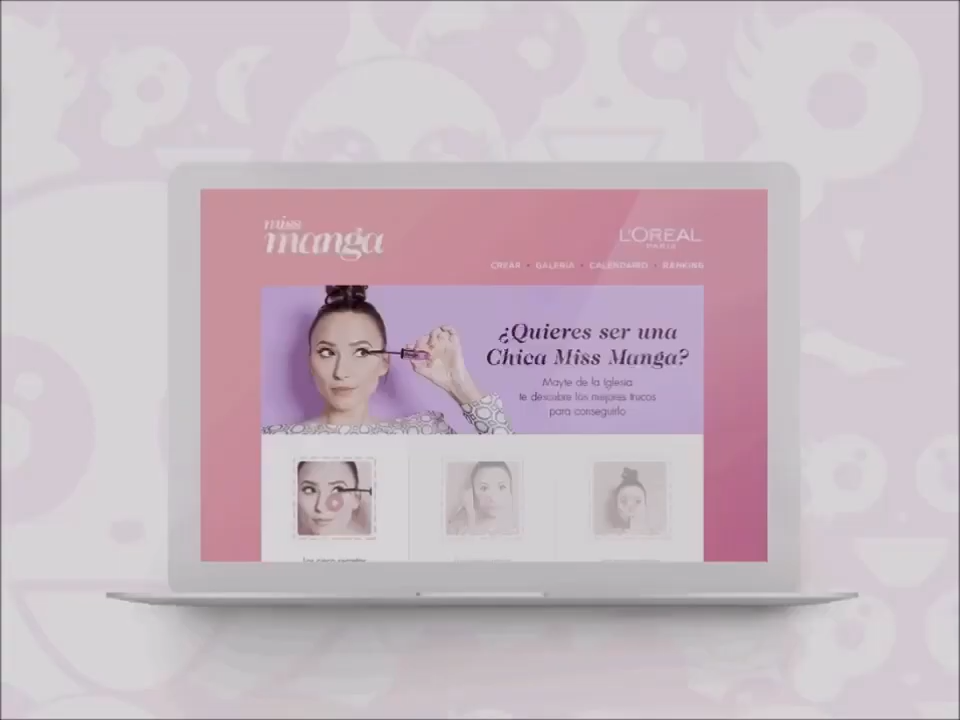 miss
manga
L'ORÉAL
PARIS
CREAR • GALERÍA • CALENDARIO • RANKING
¿Quieres ser una
Chica Miss Manga?
Mayte de la Iglesia
te descubre los mejores trucos
para conseguirlo